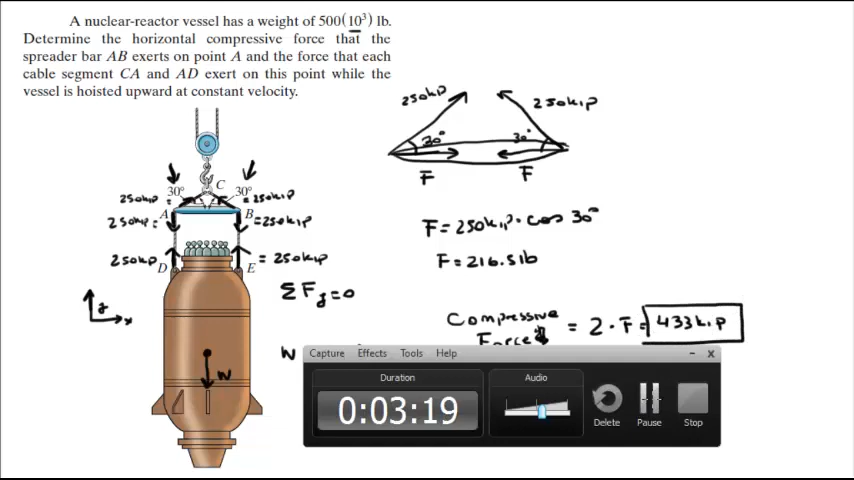 A nuclear-reactor vessel has a weight of 500(10³) lb.
Determine the horizontal compressive force that the
spreader bar AB exerts on point A and the force that each
cable segment CA and AD exert on this point while the
vessel is hoisted upward at constant velocity.
250kip
250kip
30°
30°
F
F
C
30°
30°
250kip
=250kip
A
B
250kip=
=250kip
F=250kip·cos 30°
250kip
D
E
=250kip
F=216.5lb
ΣFy=0
y
x
Compressive
Force
= 2·F=
433kip
W
W
Capture Effects Tools Help
Duration
Audio
0:03:19
Delete
Pause
Stop